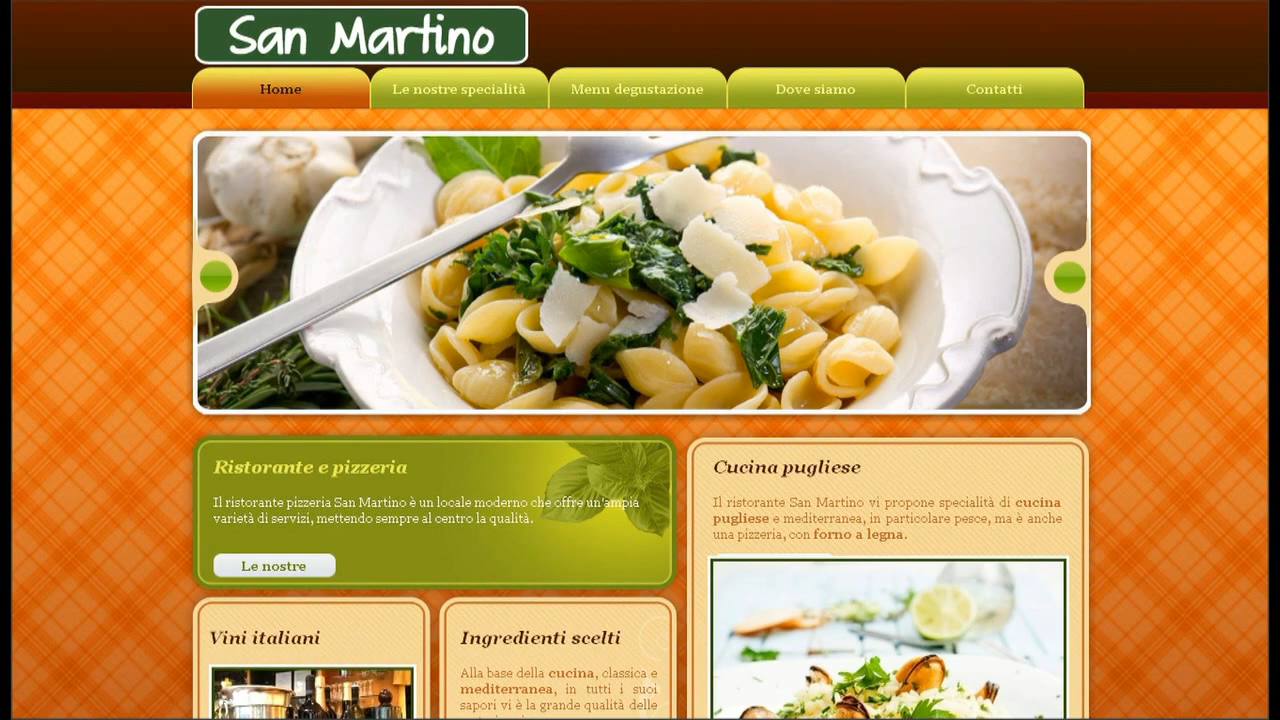 San Martino
Home
Le nostre specialità
Menu degustazione
Dove siamo
Contatti
Ristorante e pizzeria
Il ristorante pizzeria San Martino è un locale moderno che offre un'ampia
varietà di servizi, mettendo sempre al centro la qualità.
Le nostre
Cucina pugliese
Il ristorante San Martino vi propone specialità di cucina
pugliese e mediterranea, in particolare pesce, ma è anche
una pizzeria, con forno a legna.
Vini italiani
Ingredienti scelti
Alla base della cucina, classica e
mediterranea, in tutti i suoi
sapori vi è la grande qualità delle